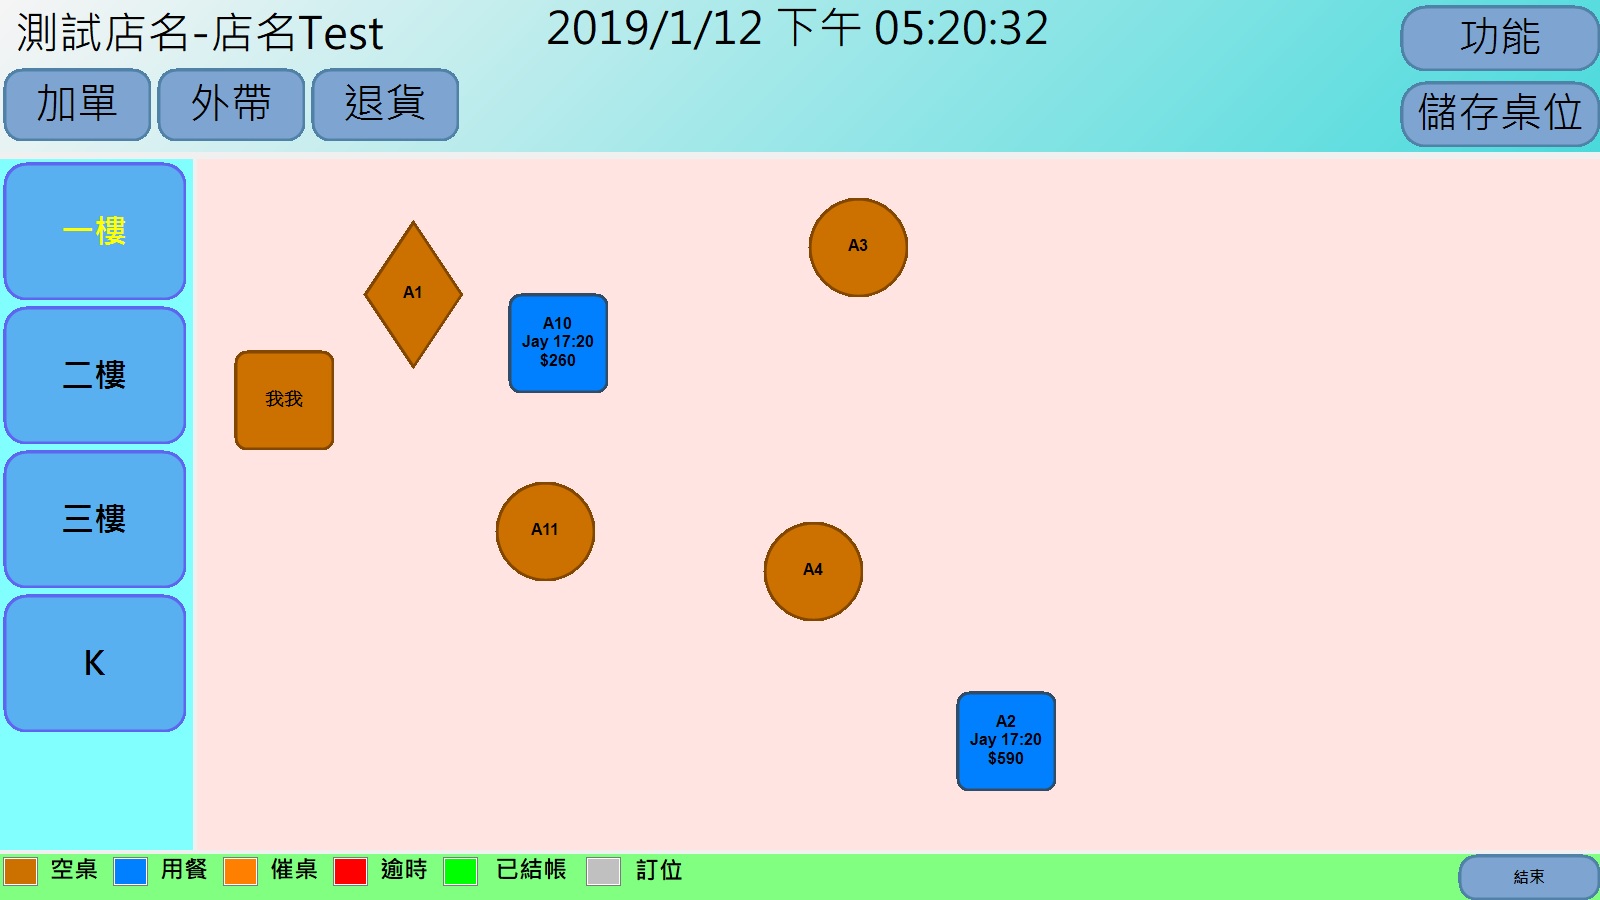 測試店名-店名Test
2019/1/12 下午 05:20:32
功能
加單
外帶
退貨
儲存桌位
一樓
二樓
三樓
K
A1
A3
A10
Jay 17:20
$260
我我
A11
A4
A2
Jay 17:20
$590
空桌
用餐
催桌
逾時
已結帳
訂位
結束